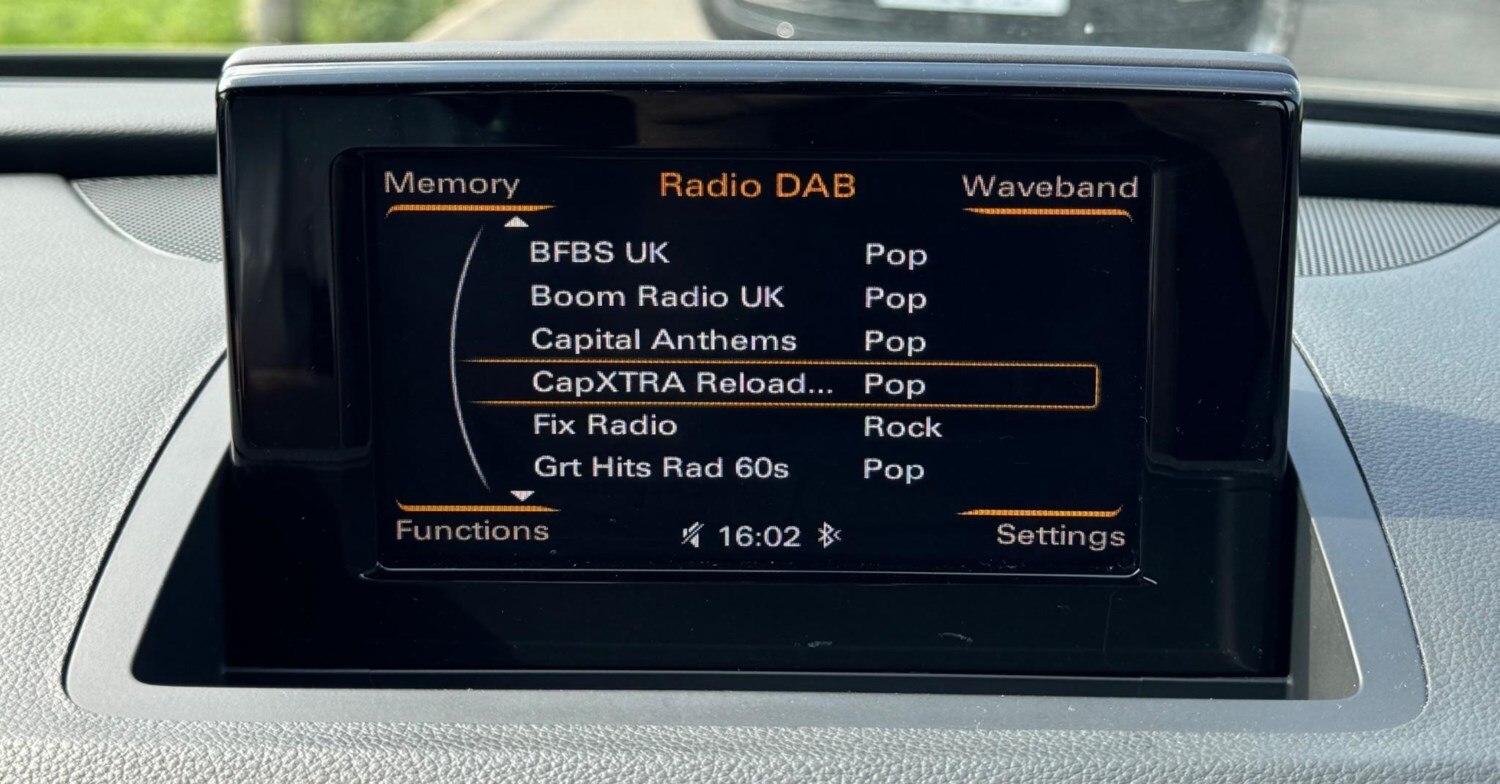 Memory Radio DAB Waveband
BFBS UK Pop
Boom Radio UK Pop
Capital Anthems Pop
CapXTRA Reload... Pop
Fix Radio Rock
Grt Hits Rad 60s Pop
Functions 16:02 Settings